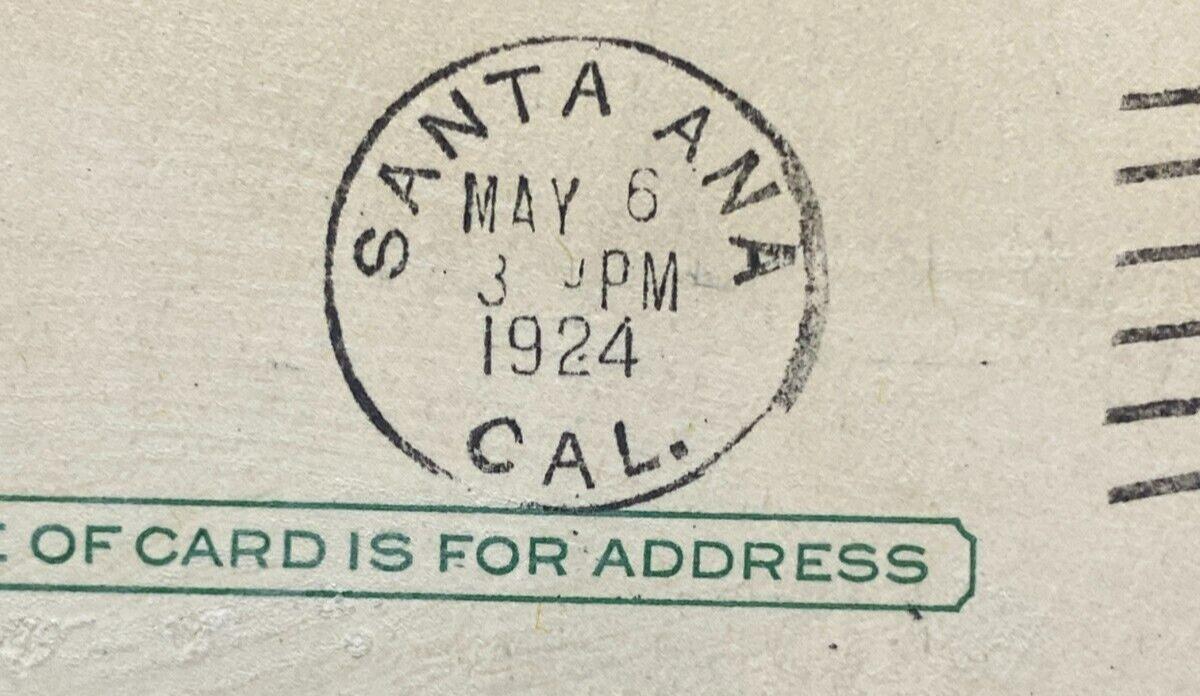 SANTA ANA
MAY 6
3 PM
1924
CAL.
OF CARD IS FOR ADDRESS